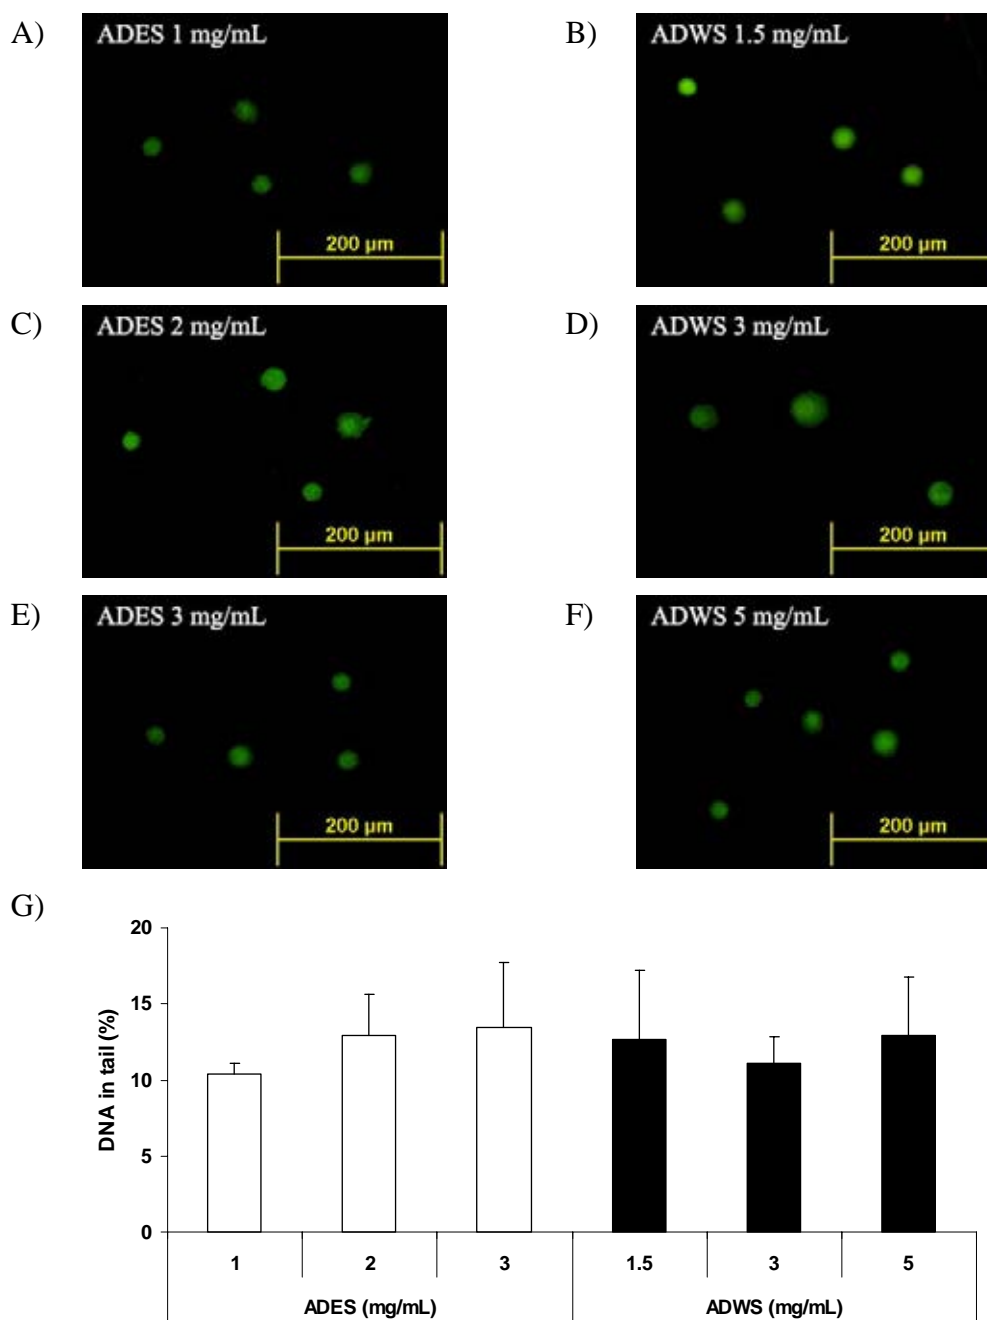 A)
ADES 1 mg/mL
200 µm
B)
ADWS 1.5 mg/mL
200 µm
C)
ADES 2 mg/mL
200 µm
D)
ADWS 3 mg/mL
200 µm
E)
ADES 3 mg/mL
200 µm
F)
ADWS 5 mg/mL
200 µm
G)
DNA in tail (%)
20
15
10
5
0
1 2 3 1.5 3 5
ADES (mg/mL) ADWS (mg/mL)